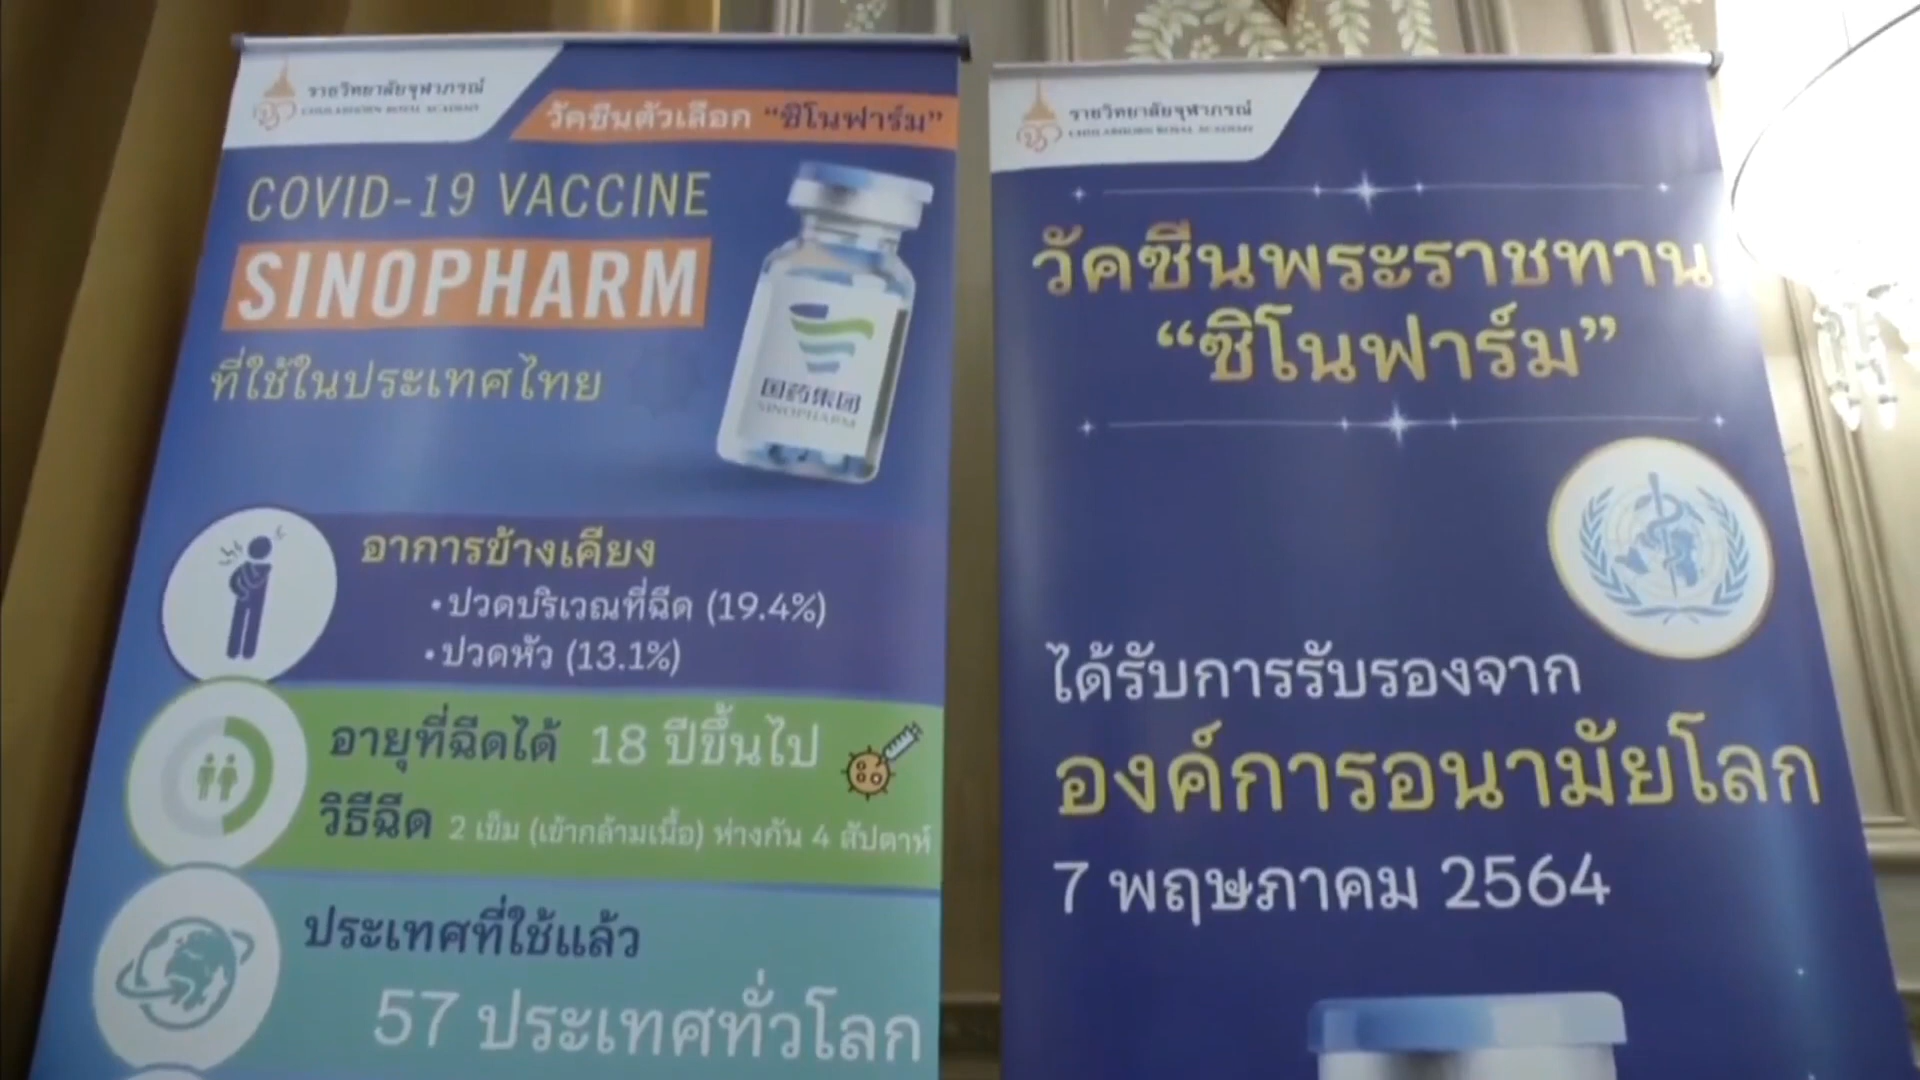 ราชวิทยาลัยจุฬาภรณ์
CHULABHORN ROYAL ACADEMY
วัคซีนตัวเลือก “ซิโนฟาร์ม”
COVID-19 VACCINE
SINOPHARM
ที่ใช้ในประเทศไทย
国药集团
SINOPHARM
อาการข้างเคียง
•ปวดบริเวณที่ฉีด (19.4%)
•ปวดหัว (13.1%)
อายุที่ฉีดได้ 18 ปีขึ้นไป
วิธีฉีด 2 เข็ม (เข้ากล้ามเนื้อ) ห่างกัน 4 สัปดาห์
ประเทศที่ใช้แล้ว
57 ประเทศทั่วโลก
ราชวิทยาลัยจุฬาภรณ์
CHULABHORN ROYAL ACADEMY
วัคซีนพระราชทาน
“ซิโนฟาร์ม”
ได้รับการรับรองจาก
องค์การอนามัยโลก
7 พฤษภาคม 2564